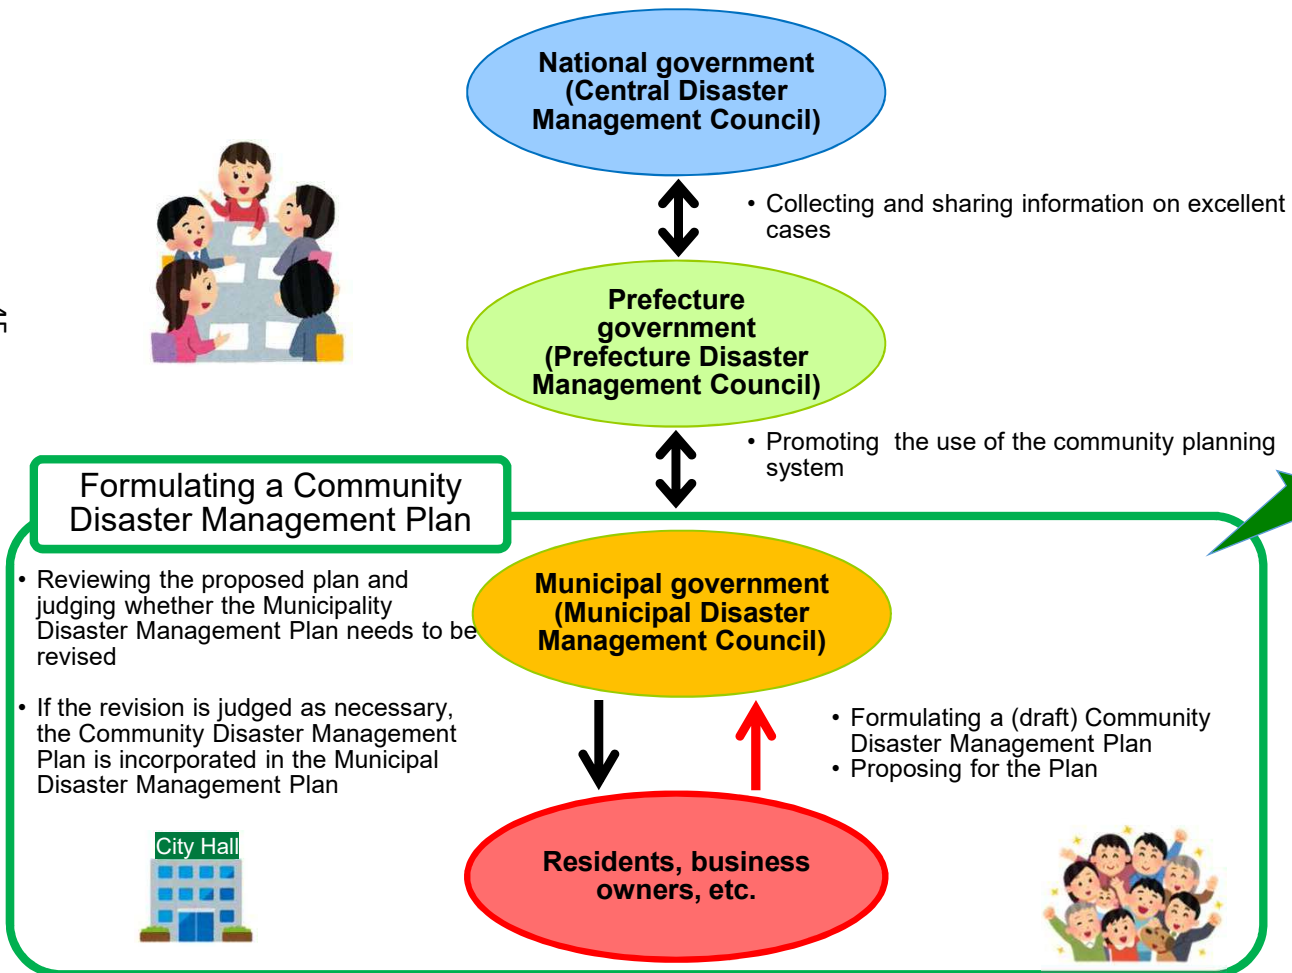 National government
(Central Disaster
Management Council)
• Collecting and sharing information on excellent
cases
Prefecture
government
(Prefecture Disaster
Management Council)
• Promoting the use of the community planning
system
Formulating a Community
Disaster Management Plan
• Reviewing the proposed plan and
judging whether the Municipality
Disaster Management Plan needs to be
revised
• If the revision is judged as necessary,
the Community Disaster Management
Plan is incorporated in the Municipal
Disaster Management Plan
Municipal government
(Municipal Disaster
Management Council)
• Formulating a (draft) Community
Disaster Management Plan
• Proposing for the Plan
City Hall
Residents, business
owners, etc.